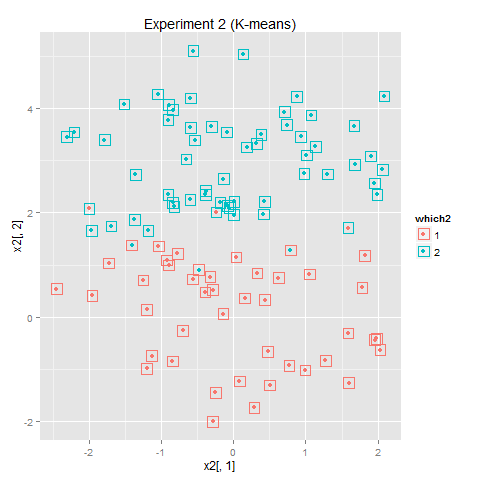 Experiment 2 (K-means)
x2[, 2]
4
2
0
-2
-2
-1
0
1
2
x2[, 1]
which2
1
2